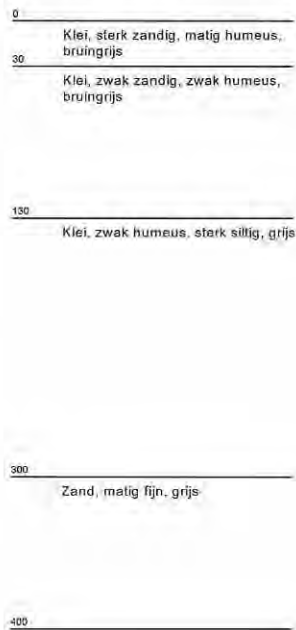 0
Klei, sterk zandig, matig humeus,
bruingrijs
30
Klei, zwak zandig, zwak humeus,
bruingrijs
130
Klei, zwak humeus, sterk siltig, grijs
300
Zand, matig fijn, grijs
400